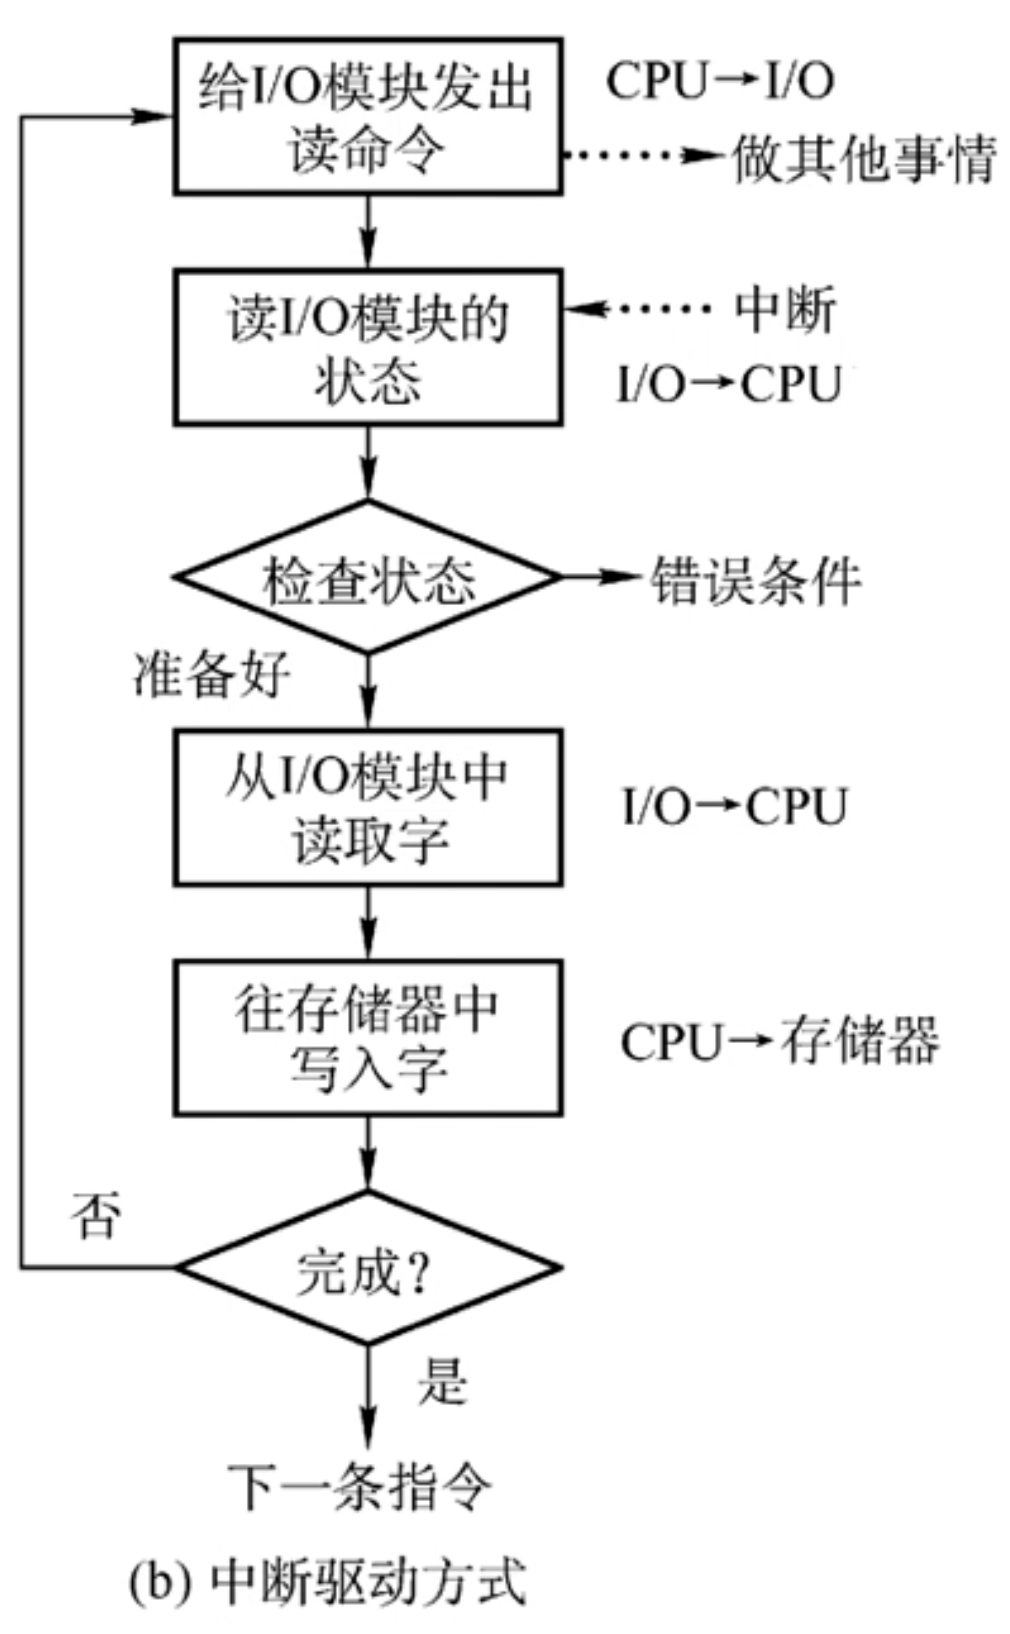 给I/O模块发出
读命令
CPU→I/O
做其他事情
读I/O模块的
状态
中断
I/O→CPU
检查状态
错误条件
准备好
从I/O模块中
读取字
I/O→CPU
往存储器中
写入字
CPU→存储器
否
完成?
是
下一条指令
(b) 中断驱动方式